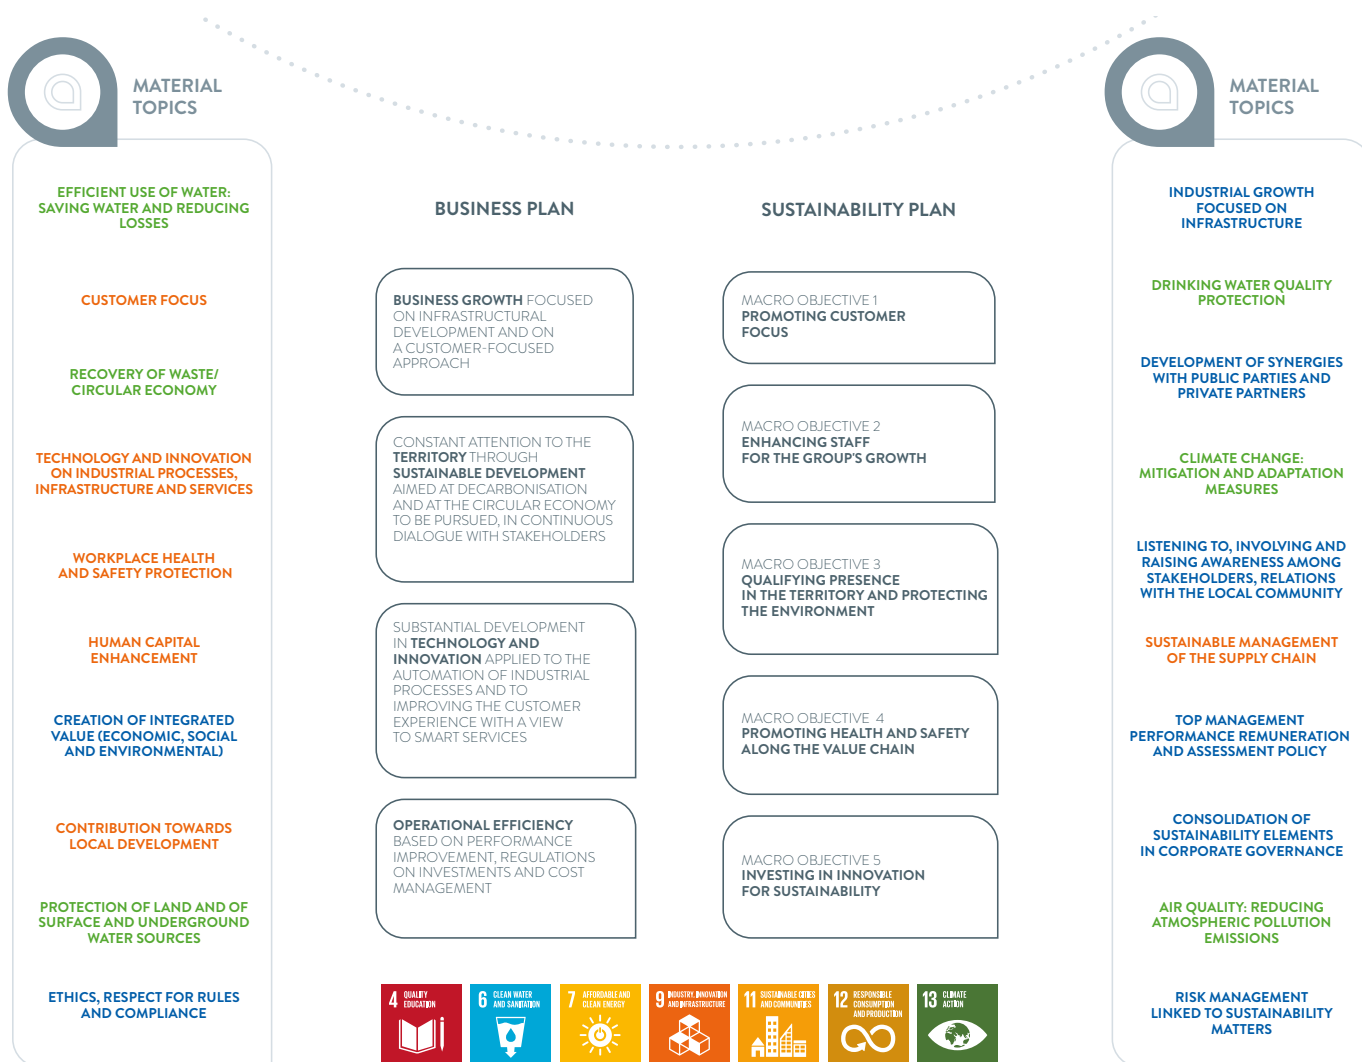 MATERIAL
TOPICS
EFFICIENT USE OF WATER:
SAVING WATER AND REDUCING
LOSSES
CUSTOMER FOCUS
RECOVERY OF WASTE/
CIRCULAR ECONOMY
TECHNOLOGY AND INNOVATION
ON INDUSTRIAL PROCESSES,
INFRASTRUCTURE AND SERVICES
WORKPLACE HEALTH
AND SAFETY PROTECTION
HUMAN CAPITAL
ENHANCEMENT
CREATION OF INTEGRATED
VALUE (ECONOMIC, SOCIAL
AND ENVIRONMENTAL)
CONTRIBUTION TOWARDS
LOCAL DEVELOPMENT
PROTECTION OF LAND AND OF
SURFACE AND UNDERGROUND
WATER SOURCES
ETHICS, RESPECT FOR RULES
AND COMPLIANCE
BUSINESS PLAN
BUSINESS GROWTH FOCUSED
ON INFRASTRUCTURAL
DEVELOPMENT AND ON
A CUSTOMER-FOCUSED
APPROACH
CONSTANT ATTENTION TO THE
TERRITORY THROUGH
SUSTAINABLE DEVELOPMENT
AIMED AT DECARBONISATION
AND AT THE CIRCULAR ECONOMY
TO BE PURSUED, IN CONTINUOUS
DIALOGUE WITH STAKEHOLDERS
SUBSTANTIAL DEVELOPMENT
IN TECHNOLOGY AND
INNOVATION APPLIED TO THE
AUTOMATION OF INDUSTRIAL
PROCESSES AND TO
IMPROVING THE CUSTOMER
EXPERIENCE WITH A VIEW
TO SMART SERVICES
OPERATIONAL EFFICIENCY
BASED ON PERFORMANCE
IMPROVEMENT, REGULATIONS
ON INVESTMENTS AND COST
MANAGEMENT
SUSTAINABILITY PLAN
MACRO OBJECTIVE 1
PROMOTING CUSTOMER
FOCUS
MACRO OBJECTIVE 2
ENHANCING STAFF
FOR THE GROUP'S GROWTH
MACRO OBJECTIVE 3
QUALIFYING PRESENCE
IN THE TERRITORY AND PROTECTING
THE ENVIRONMENT
MACRO OBJECTIVE 4
PROMOTING HEALTH AND SAFETY
ALONG THE VALUE CHAIN
MACRO OBJECTIVE 5
INVESTING IN INNOVATION
FOR SUSTAINABILITY
4 QUALITY
EDUCATION
6 CLEAN WATER
AND SANITATION
7 AFFORDABLE AND
CLEAN ENERGY
9 INDUSTRY, INNOVATION
AND INFRASTRUCTURE
11 SUSTAINABLE CITIES
AND COMMUNITIES
12 RESPONSIBLE
CONSUMPTION
AND PRODUCTION
13 CLIMATE
ACTION
MATERIAL
TOPICS
INDUSTRIAL GROWTH
FOCUSED ON
INFRASTRUCTURE
DRINKING WATER QUALITY
PROTECTION
DEVELOPMENT OF SYNERGIES
WITH PUBLIC PARTIES AND
PRIVATE PARTNERS
CLIMATE CHANGE:
MITIGATION AND ADAPTATION
MEASURES
LISTENING TO, INVOLVING AND
RAISING AWARENESS AMONG
STAKEHOLDERS, RELATIONS
WITH THE LOCAL COMMUNITY
SUSTAINABLE MANAGEMENT
OF THE SUPPLY CHAIN
TOP MANAGEMENT
PERFORMANCE REMUNERATION
AND ASSESSMENT POLICY
CONSOLIDATION OF
SUSTAINABILITY ELEMENTS
IN CORPORATE GOVERNANCE
AIR QUALITY: REDUCING
ATMOSPHERIC POLLUTION
EMISSIONS
RISK MANAGEMENT
LINKED TO SUSTAINABILITY
MATTERS